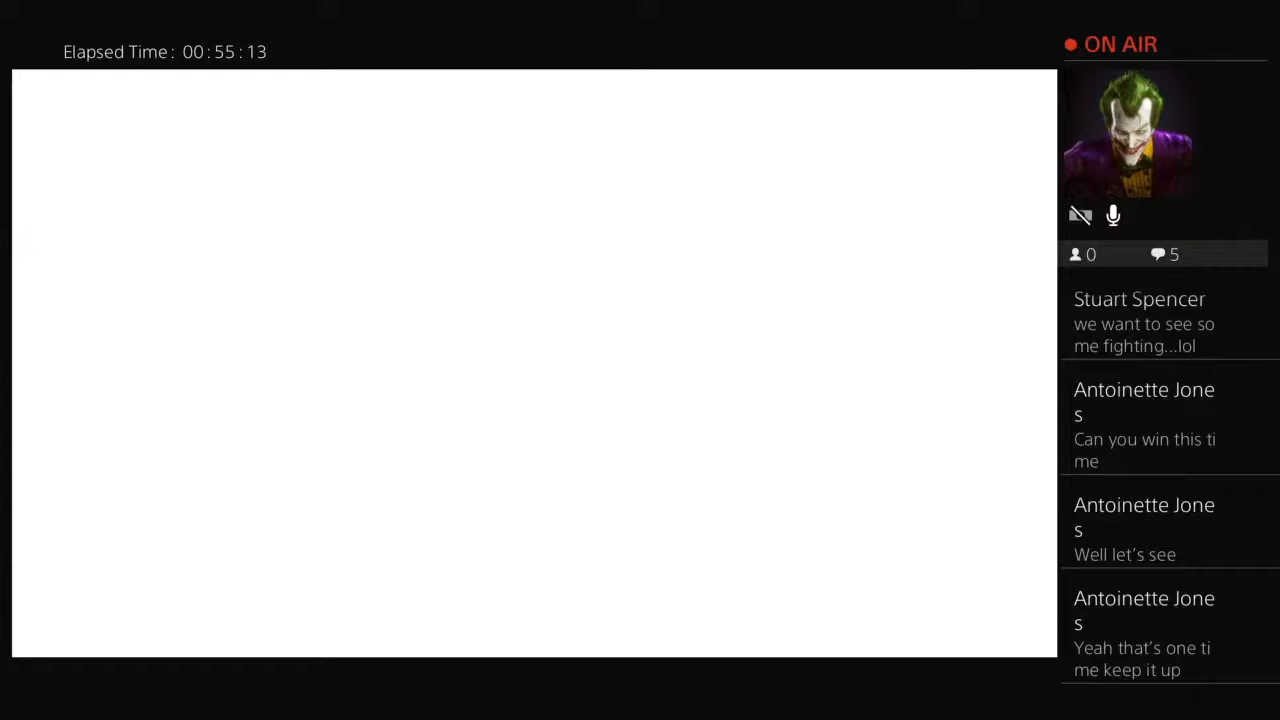 Elapsed Time: 00:55:13
ON AIR
0 5
Stuart Spencer
we want to see so
me fighting...lol
Antoinette Jone
s
Can you win this ti
me
Antoinette Jone
s
Well let's see
Antoinette Jone
s
Yeah that's one ti
me keep it up